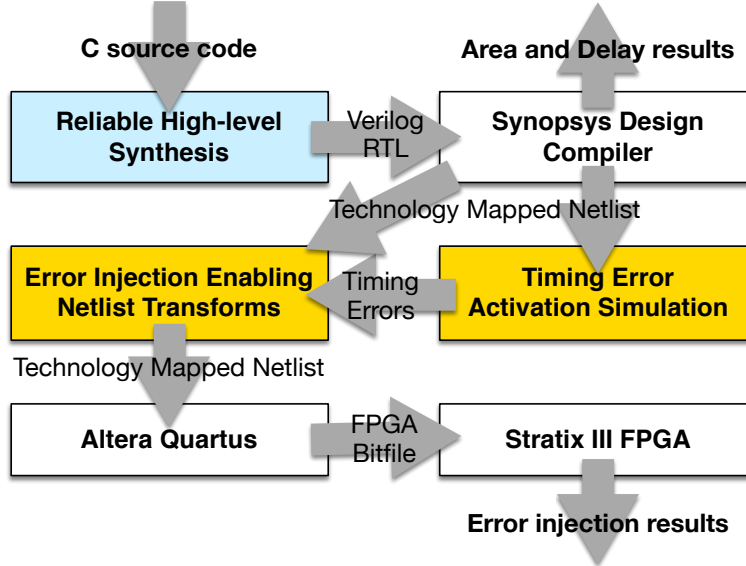 C source code
Area and Delay results
Reliable High-level
Synthesis
Verilog
RTL
Synopsys Design
Compiler
Technology Mapped Netlist
Error Injection Enabling
Netlist Transforms
Timing
Errors
Timing Error
Activation Simulation
Technology Mapped Netlist
Altera Quartus
FPGA
Bitfile
Stratix III FPGA
Error injection results